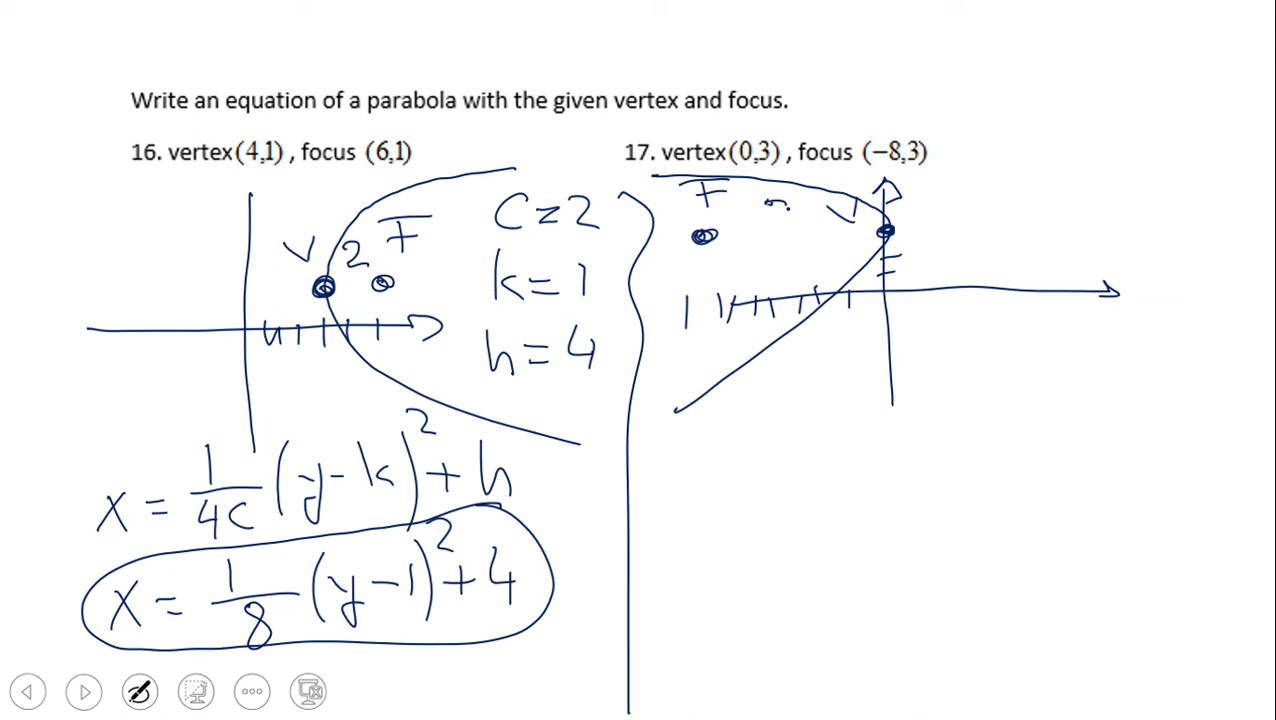 Write an equation of a parabola with the given vertex and focus.
16. vertex(4,1) , focus (6,1)
V 2 F
C = 2
k = 1
h = 4
x = 1/4c (y-k)² + h
x = 1/8 (y-1)² + 4
17. vertex(0,3) , focus (−8,3)
F V